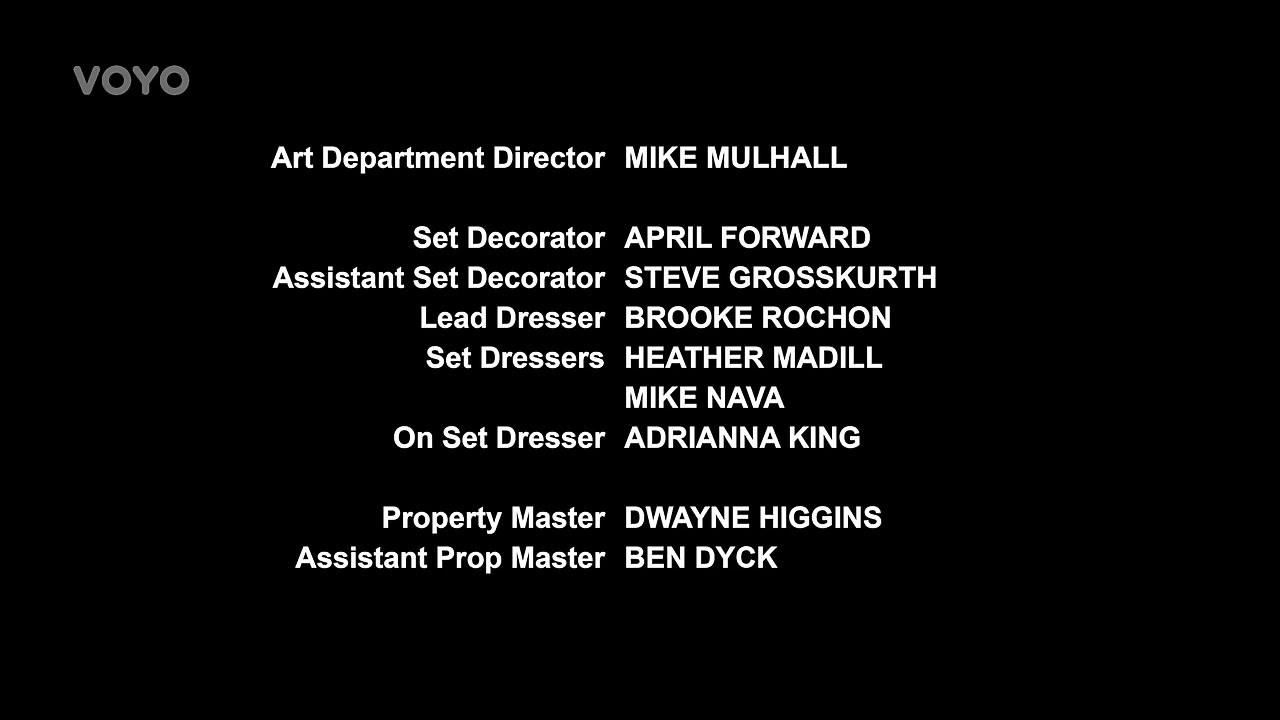 VOYO
Art Department Director MIKE MULHALL
Set Decorator APRIL FORWARD
Assistant Set Decorator STEVE GROSSKURTH
Lead Dresser BROOKE ROCHON
Set Dressers HEATHER MADILL
MIKE NAVA
On Set Dresser ADRIANNA KING
Property Master DWAYNE HIGGINS
Assistant Prop Master BEN DYCK